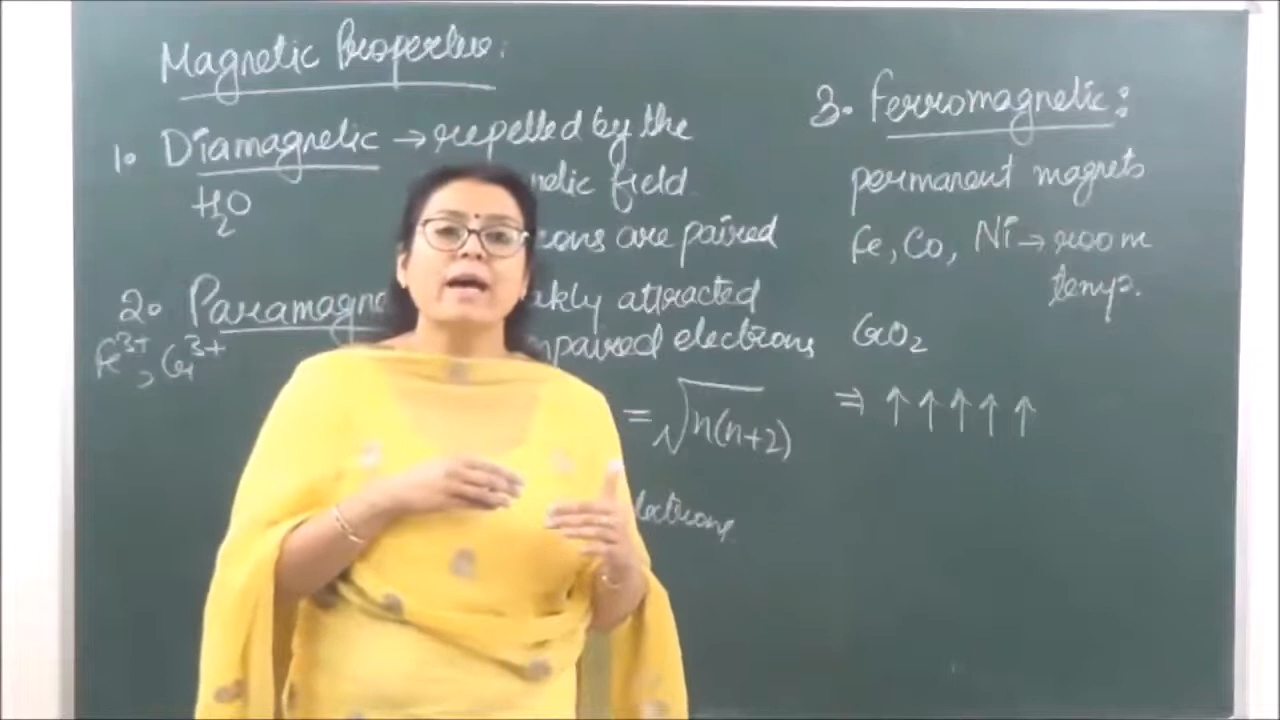 Magnetic Properties:
1. Diamagnetic → repelled by the
netic field
H₂O
rons are paired
2. Paramagne
akly attracted
Fe³⁺, Cr³⁺
npaired electrons
= √n(n+2)
lectrons
3. Ferromagnetic:
permanent magnets
Fe, Co, Ni → room
temp.
CrO₂
⇒ ↑ ↑ ↑ ↑ ↑